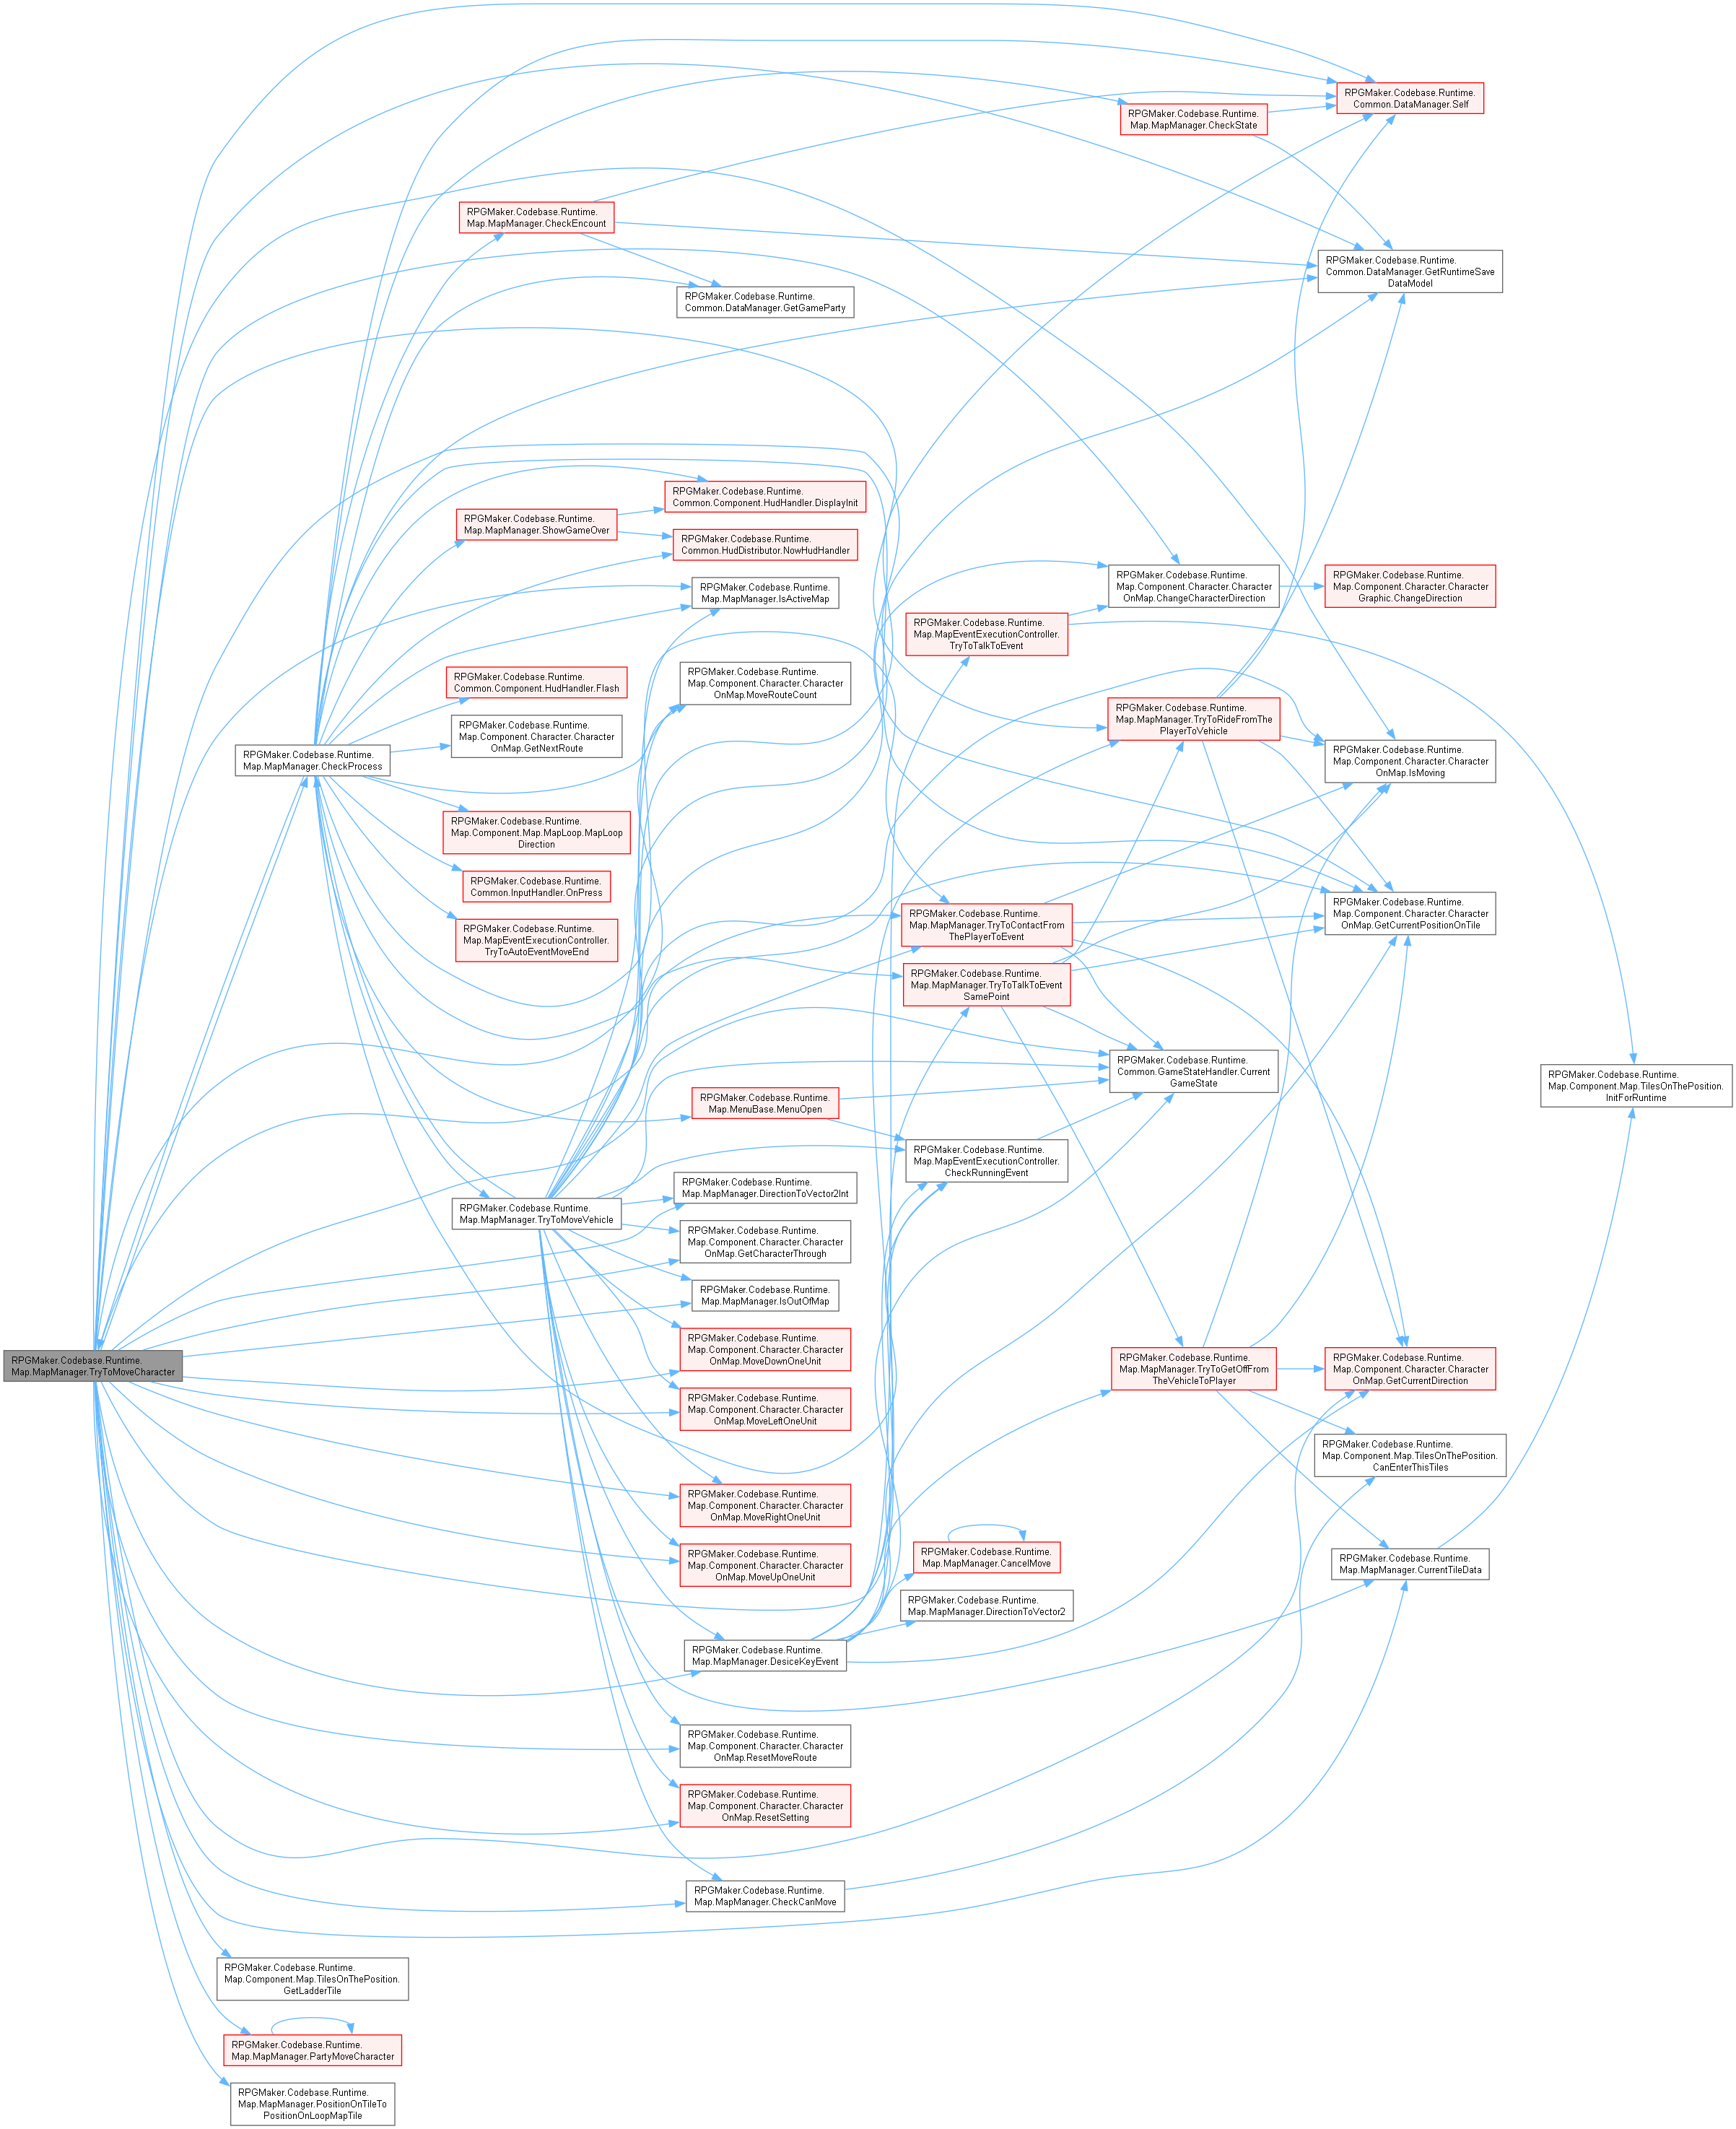 RPGMaker.Codebase.Runtime.
Common.DataManager.Self
RPGMaker.Codebase.Runtime.
Map.MapManager.CheckState
RPGMaker.Codebase.Runtime.
Map.MapManager.CheckEncount
RPGMaker.Codebase.Runtime.
Common.DataManager.GetRuntimeSave
DataModel
RPGMaker.Codebase.Runtime.
Common.DataManager.GetGameParty
RPGMaker.Codebase.Runtime.
Common.Component.HudHandler.DisplayInit
RPGMaker.Codebase.Runtime.
Map.MapManager.ShowGameOver
RPGMaker.Codebase.Runtime.
Common.HudDistributor.NowHudHandler
RPGMaker.Codebase.Runtime.
Map.MapManager.IsActiveMap
RPGMaker.Codebase.Runtime.
Map.Component.Character.Character
OnMap.ChangeCharacterDirection
RPGMaker.Codebase.Runtime.
Map.Component.Character.Character
Graphic.ChangeDirection
RPGMaker.Codebase.Runtime.
Map.MapEventExecutionController.
TryToTalkToEvent
RPGMaker.Codebase.Runtime.
Common.Component.HudHandler.Flash
RPGMaker.Codebase.Runtime.
Map.Component.Character.Character
OnMap.MoveRouteCount
RPGMaker.Codebase.Runtime.
Map.MapManager.TryToRideFromThe
PlayerToVehicle
RPGMaker.Codebase.Runtime.
Map.Component.Character.Character
OnMap.GetNextRoute
RPGMaker.Codebase.Runtime.
Map.MapManager.CheckProcess
RPGMaker.Codebase.Runtime.
Map.Component.Character.Character
OnMap.IsMoving
RPGMaker.Codebase.Runtime.
Map.Component.Map.MapLoop.MapLoop
Direction
RPGMaker.Codebase.Runtime.
Common.InputHandler.OnPress
RPGMaker.Codebase.Runtime.
Map.MapEventExecutionController.
TryToAutoEventMoveEnd
RPGMaker.Codebase.Runtime.
Map.MapManager.TryToContactFrom
ThePlayerToEvent
RPGMaker.Codebase.Runtime.
Map.Component.Character.Character
OnMap.GetCurrentPositionOnTile
RPGMaker.Codebase.Runtime.
Map.MapManager.TryToTalkToEvent
SamePoint
RPGMaker.Codebase.Runtime.
Common.GameStateHandler.Current
GameState
RPGMaker.Codebase.Runtime.
Map.Component.Map.TilesOnThePosition.
InitForRuntime
RPGMaker.Codebase.Runtime.
Map.MenuBase.MenuOpen
RPGMaker.Codebase.Runtime.
Map.MapEventExecutionController.
CheckRunningEvent
RPGMaker.Codebase.Runtime.
Map.MapManager.DirectionToVector2Int
RPGMaker.Codebase.Runtime.
Map.MapManager.TryToMoveVehicle
RPGMaker.Codebase.Runtime.
Map.Component.Character.Character
OnMap.GetCharacterThrough
RPGMaker.Codebase.Runtime.
Map.MapManager.IsOutOfMap
RPGMaker.Codebase.Runtime.
Map.MapManager.TryToMoveCharacter
RPGMaker.Codebase.Runtime.
Map.Component.Character.Character
OnMap.MoveDownOneUnit
RPGMaker.Codebase.Runtime.
Map.MapManager.TryToGetOffFrom
TheVehicleToPlayer
RPGMaker.Codebase.Runtime.
Map.Component.Character.Character
OnMap.GetCurrentDirection
RPGMaker.Codebase.Runtime.
Map.Component.Character.Character
OnMap.MoveLeftOneUnit
RPGMaker.Codebase.Runtime.
Map.Component.Map.TilesOnThePosition.
CanEnterThisTiles
RPGMaker.Codebase.Runtime.
Map.Component.Character.Character
OnMap.MoveRightOneUnit
RPGMaker.Codebase.Runtime.
Map.Component.Character.Character
OnMap.MoveUpOneUnit
RPGMaker.Codebase.Runtime.
Map.MapManager.CancelMove
RPGMaker.Codebase.Runtime.
Map.MapManager.CurrentTileData
RPGMaker.Codebase.Runtime.
Map.MapManager.DirectionToVector2
RPGMaker.Codebase.Runtime.
Map.MapManager.DesiceKeyEvent
RPGMaker.Codebase.Runtime.
Map.Component.Character.Character
OnMap.ResetMoveRoute
RPGMaker.Codebase.Runtime.
Map.Component.Character.Character
OnMap.ResetSetting
RPGMaker.Codebase.Runtime.
Map.MapManager.CheckCanMove
RPGMaker.Codebase.Runtime.
Map.Component.Map.TilesOnThePosition.
GetLadderTile
RPGMaker.Codebase.Runtime.
Map.MapManager.PartyMoveCharacter
RPGMaker.Codebase.Runtime.
Map.MapManager.PositionOnTileTo
PositionOnLoopMapTile